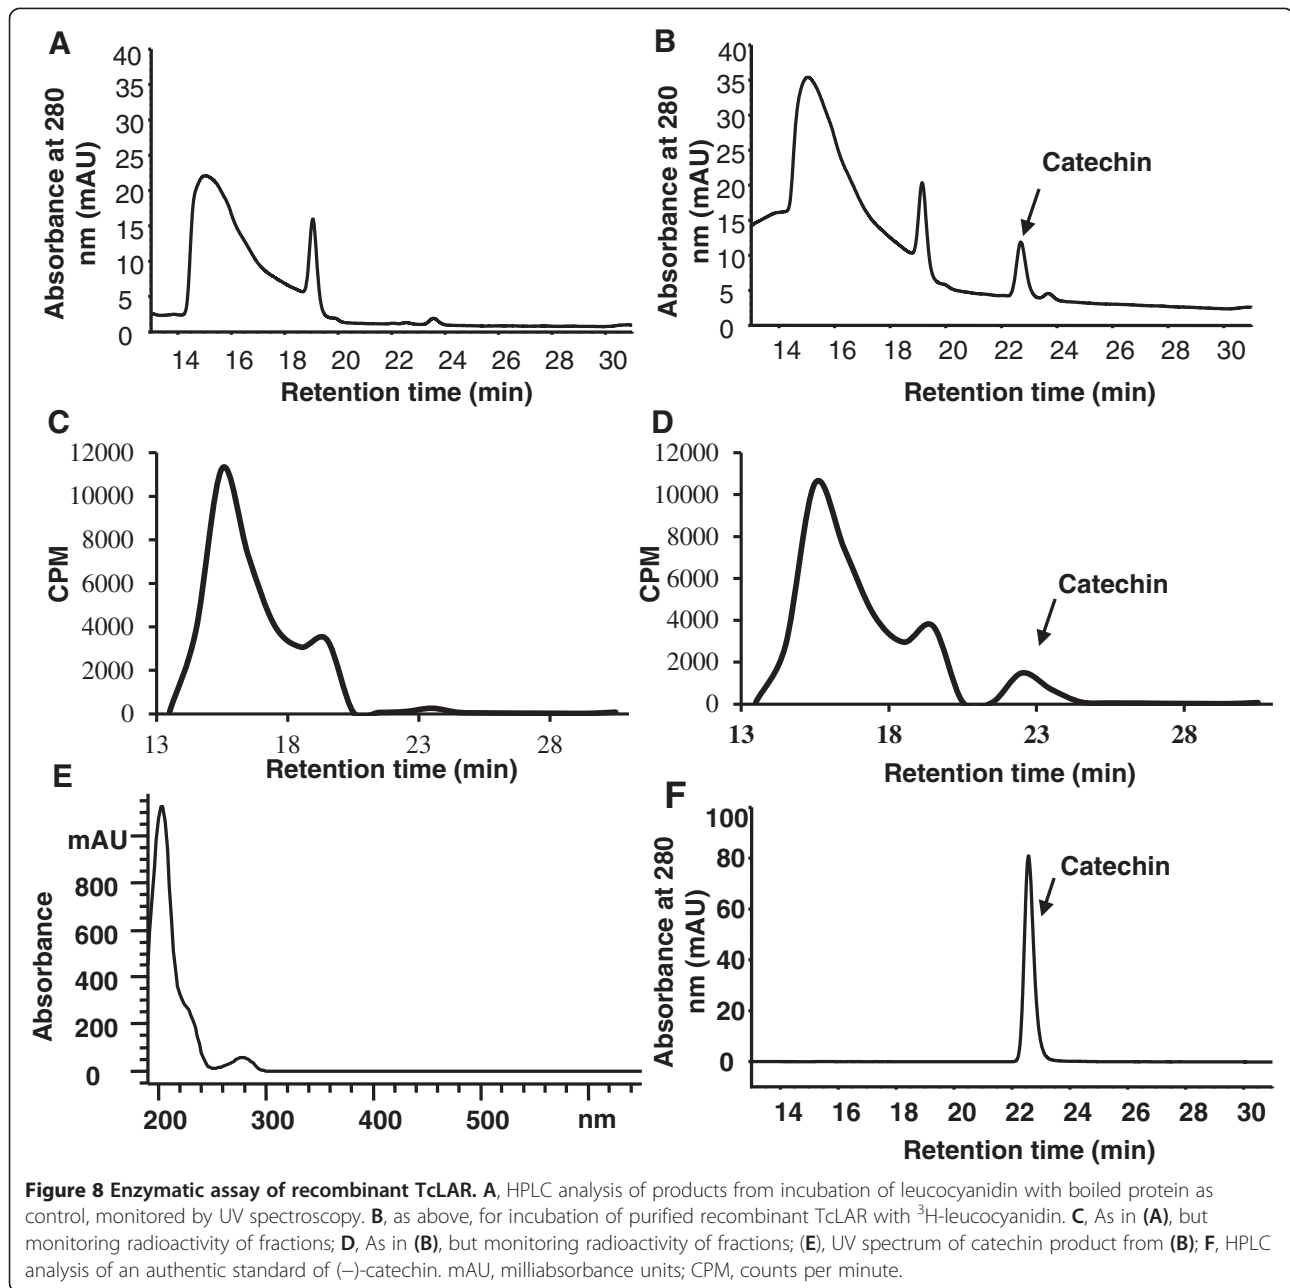 A
40
35
30
25
20
15
10
5
0
Absorbance at 280
nm (mAU)
14 16 18 20 22 24 26 28 30
Retention time (min)
B
40
35
30
25
20
15
10
5
0
Absorbance at 280
nm (mAU)
Catechin
14 16 18 20 22 24 26 28 30
Retention time (min)
C
12000
10000
8000
6000
4000
2000
0
CPM
13 18 23 28
Retention time (min)
D
12000
10000
8000
6000
4000
2000
0
CPM
Catechin
13 18 23 28
Retention time (min)
E
mAU
800
600
400
200
0
Absorbance
200 300 400 500 nm
F
100
80
60
40
20
0
Absorbance at 280
nm (mAU)
Catechin
14 16 18 20 22 24 26 28 30
Retention time (min)
Figure 8 Enzymatic assay of recombinant TcLAR. A, HPLC analysis of products from incubation of leucocyanidin with boiled protein as
control, monitored by UV spectroscopy. B, as above, for incubation of purified recombinant TcLAR with ³H-leucocyanidin. C, As in (A), but
monitoring radioactivity of fractions; D, As in (B), but monitoring radioactivity of fractions; (E), UV spectrum of catechin product from (B); F, HPLC
analysis of an authentic standard of (−)-catechin. mAU, milliabsorbance units; CPM, counts per minute.